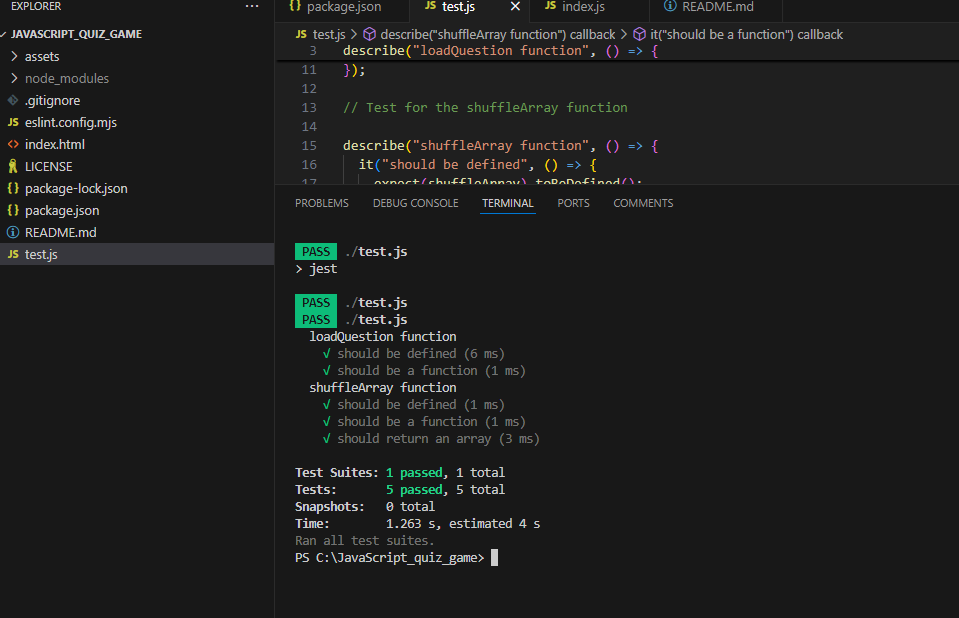 EXPLORER ···
JAVASCRIPT_QUIZ_GAME
> assets
> node_modules
.gitignore
JS eslint.config.mjs
<> index.html
LICENSE
{} package-lock.json
{} package.json
README.md
JS test.js
{} package.json JS test.js × JS index.js README.md
JS test.js > describe("shuffleArray function") callback > it("should be a function") callback
3 describe("loadQuestion function", () => {
11 });
12
13 // Test for the shuffleArray function
14
15 describe("shuffleArray function", () => {
16 it("should be defined", () => {
17 expect(shuffleArray).toBeDefined();
PROBLEMS DEBUG CONSOLE TERMINAL PORTS COMMENTS
PASS ./test.js
> jest
PASS ./test.js
PASS ./test.js
loadQuestion function
√ should be defined (6 ms)
√ should be a function (1 ms)
shuffleArray function
√ should be defined (1 ms)
√ should be a function (1 ms)
√ should return an array (3 ms)
Test Suites: 1 passed, 1 total
Tests: 5 passed, 5 total
Snapshots: 0 total
Time: 1.263 s, estimated 4 s
Ran all test suites.
PS C:\JavaScript_quiz_game>